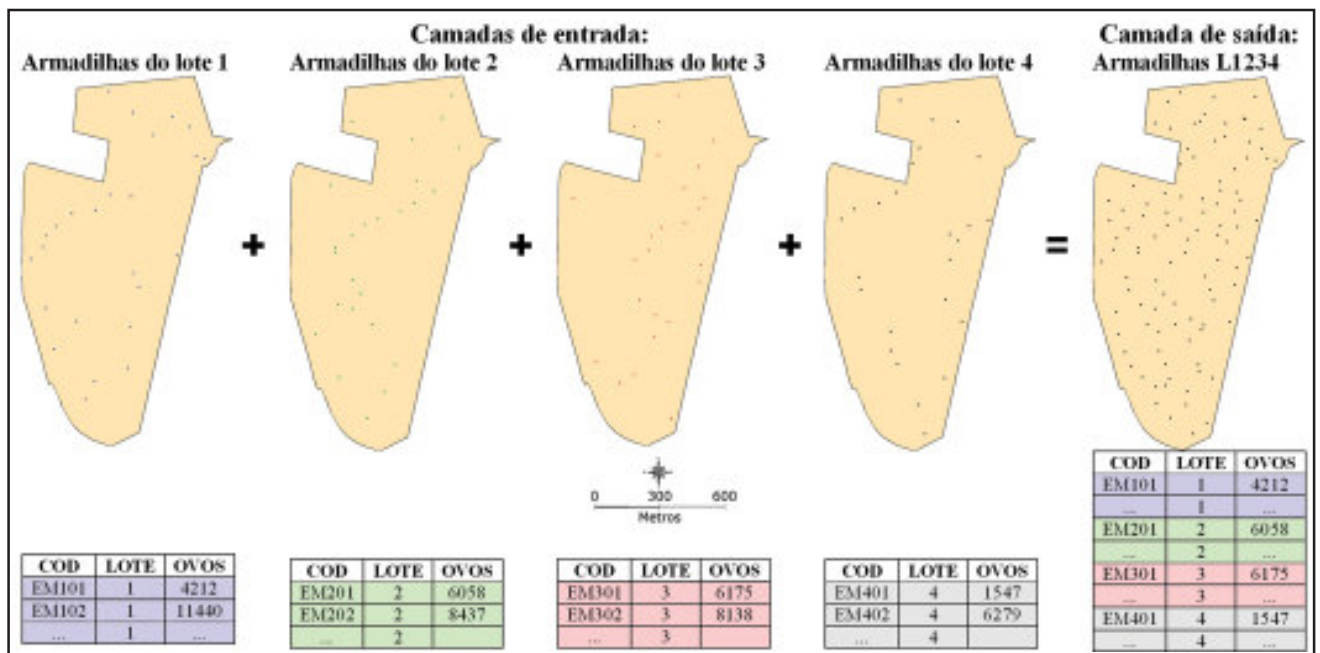 Camadas de entrada:
Camada de saída:
Armadilhas do lote 1
Armadilhas do lote 2
Armadilhas do lote 3
Armadilhas do lote 4
Armadilhas L1234
+
+
+
=
0 300 600
Metros
COD LOTE OVOS
EM101 1 4212
EM102 1 11440
... 1 ...
COD LOTE OVOS
EM201 2 6058
EM202 2 8437
... 2
COD LOTE OVOS
EM301 3 6175
EM302 3 8138
... 3
COD LOTE OVOS
EM401 4 1547
EM402 4 6279
... 4
COD LOTE OVOS
EM101 1 4212
... 1 ...
EM201 2 6058
... 2 ...
EM301 3 6175
... 3 ...
EM401 4 1547
... 4 ...